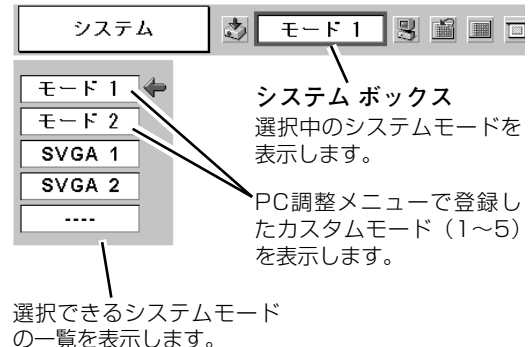 システム
モード 1
モード 1
モード 2
SVGA 1
SVGA 2
----
システム ボックス
選択中のシステムモードを
表示します。
PC調整メニューで登録し
たカスタムモード（1～5）
を表示します。
選択できるシステムモード
の一覧を表示します。